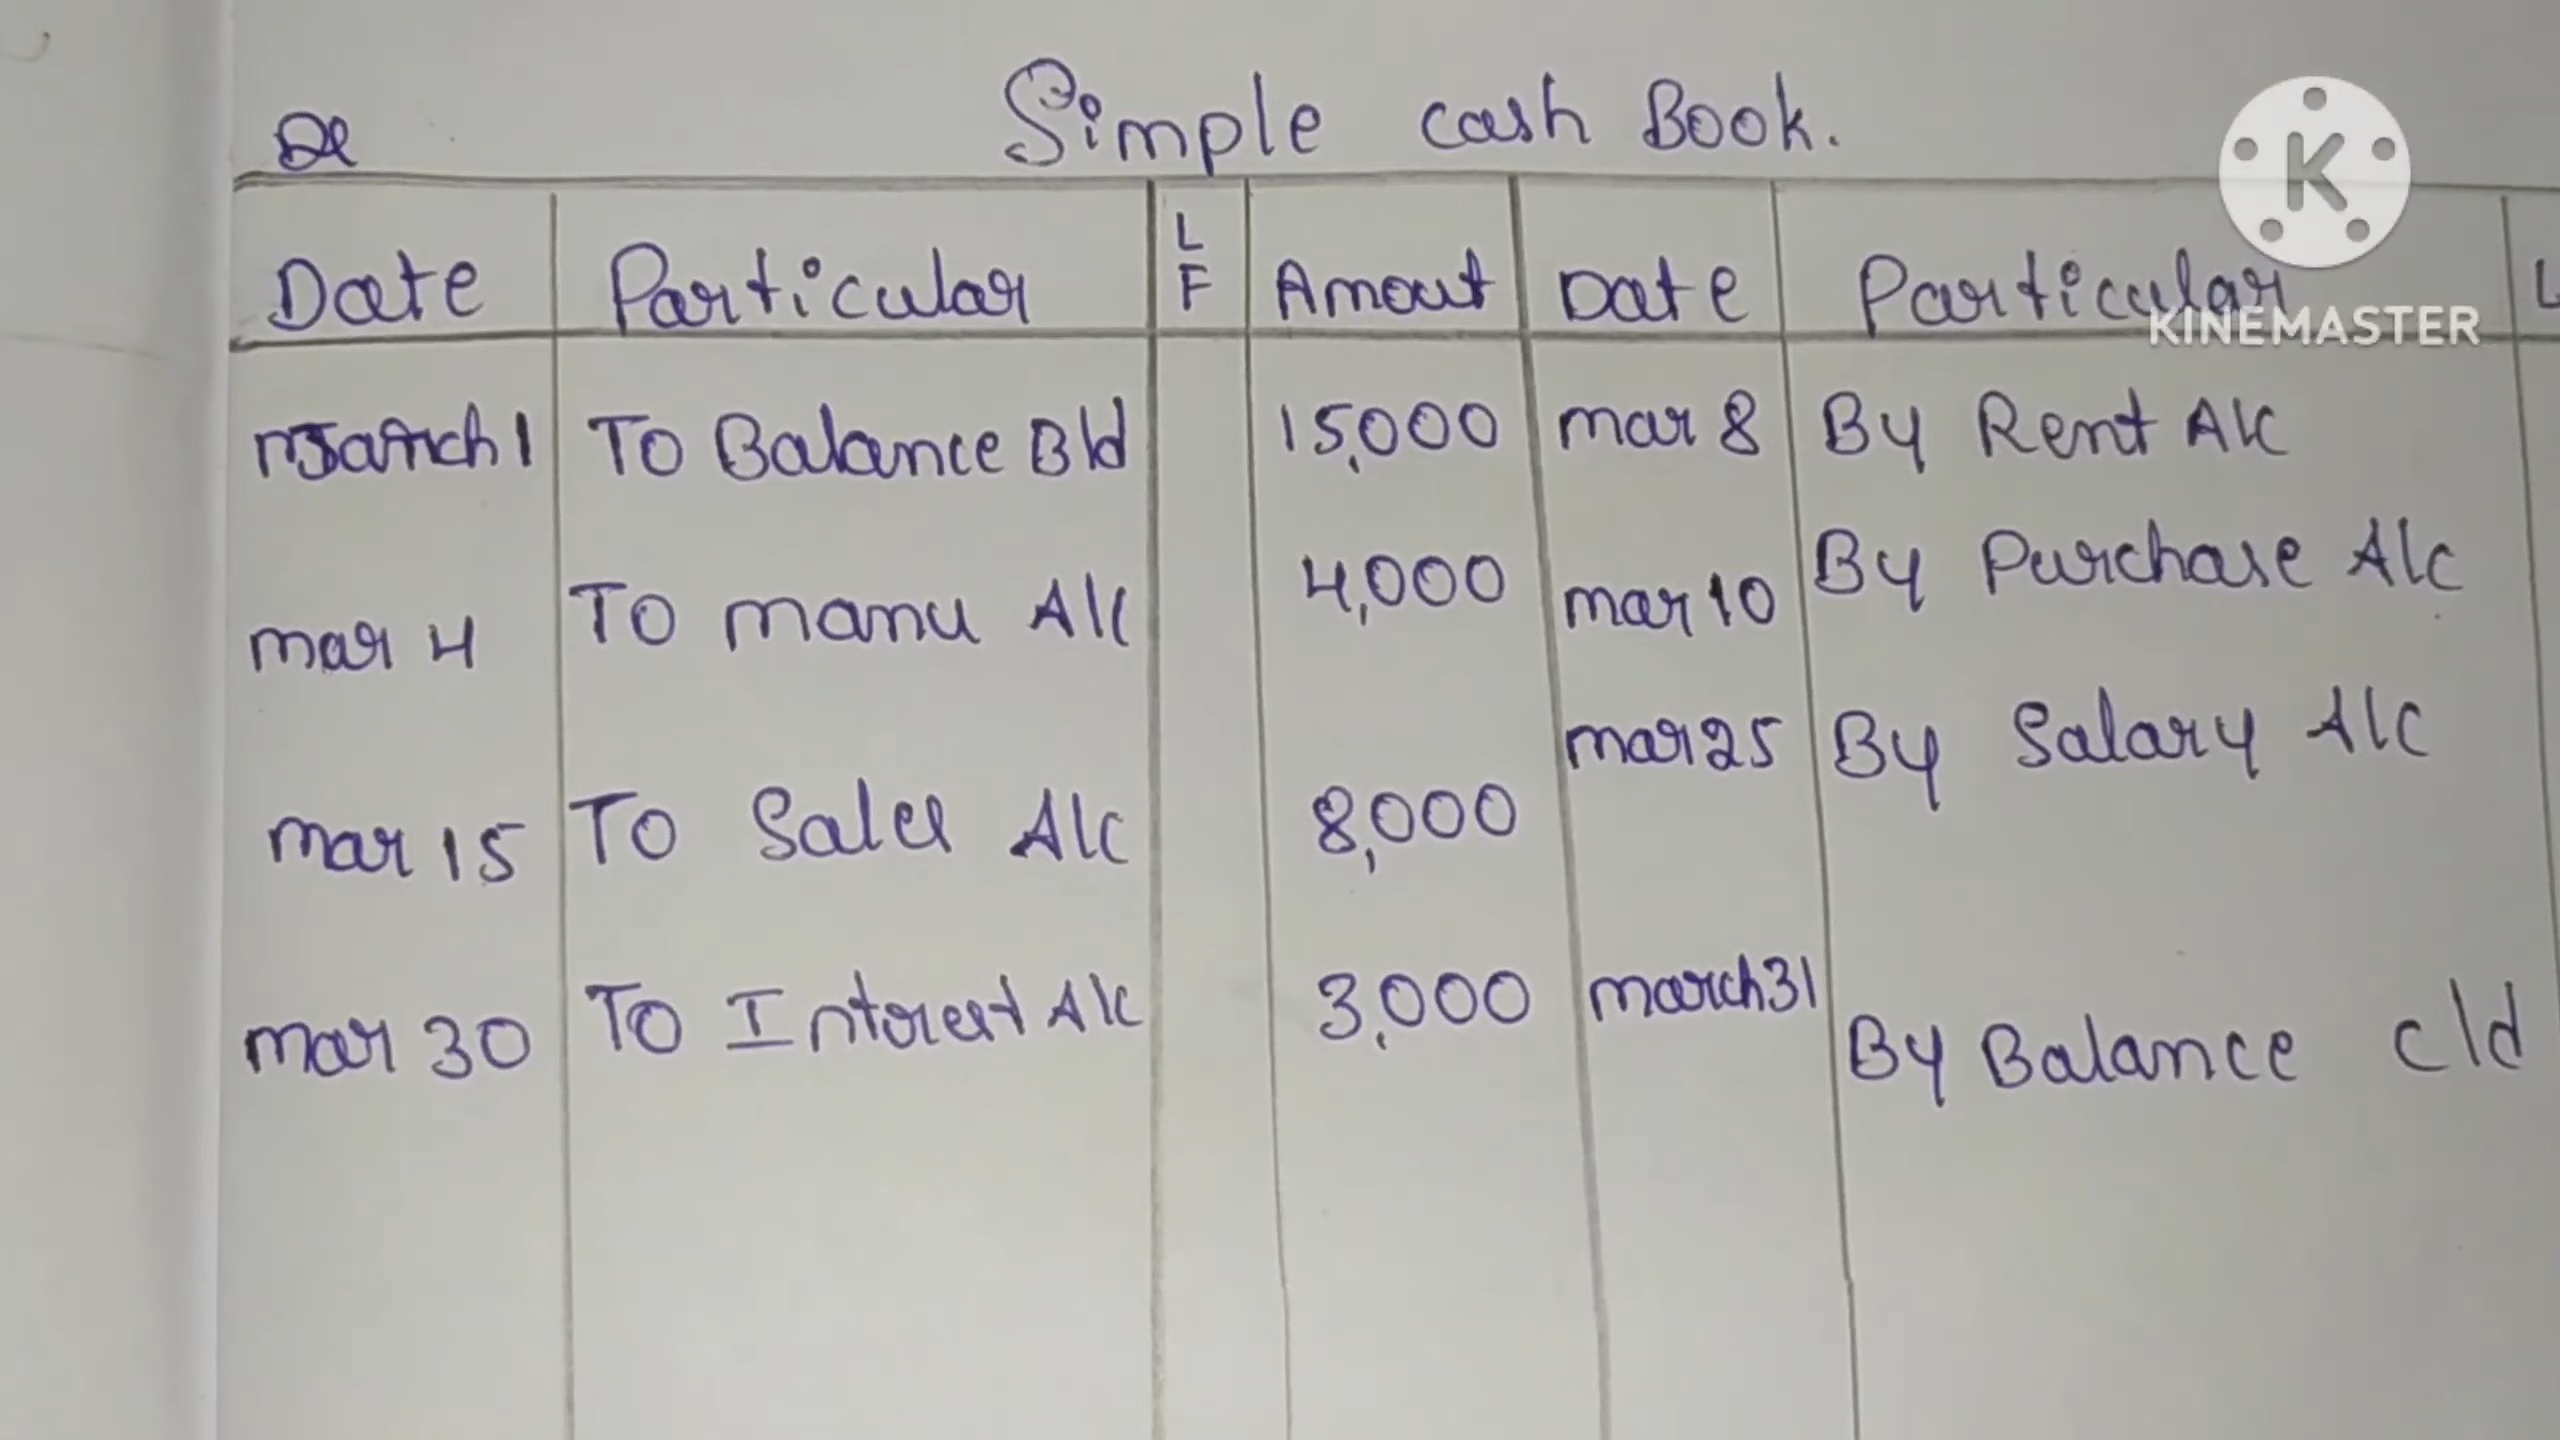 Dr Simple cash Book.
Date Particular L F Amout Date Particular L
March 1 To Balance B/d 15,000 mar 8 By Rent A/c
mar 4 To manu A/c 4,000 mar 10 By Purchase A/c
mar 25 By Salary A/c
mar 15 To Sales A/c 8,000
mar 30 To Interest A/c 3,000 march 31 By Balance c/d
K
KINEMASTER